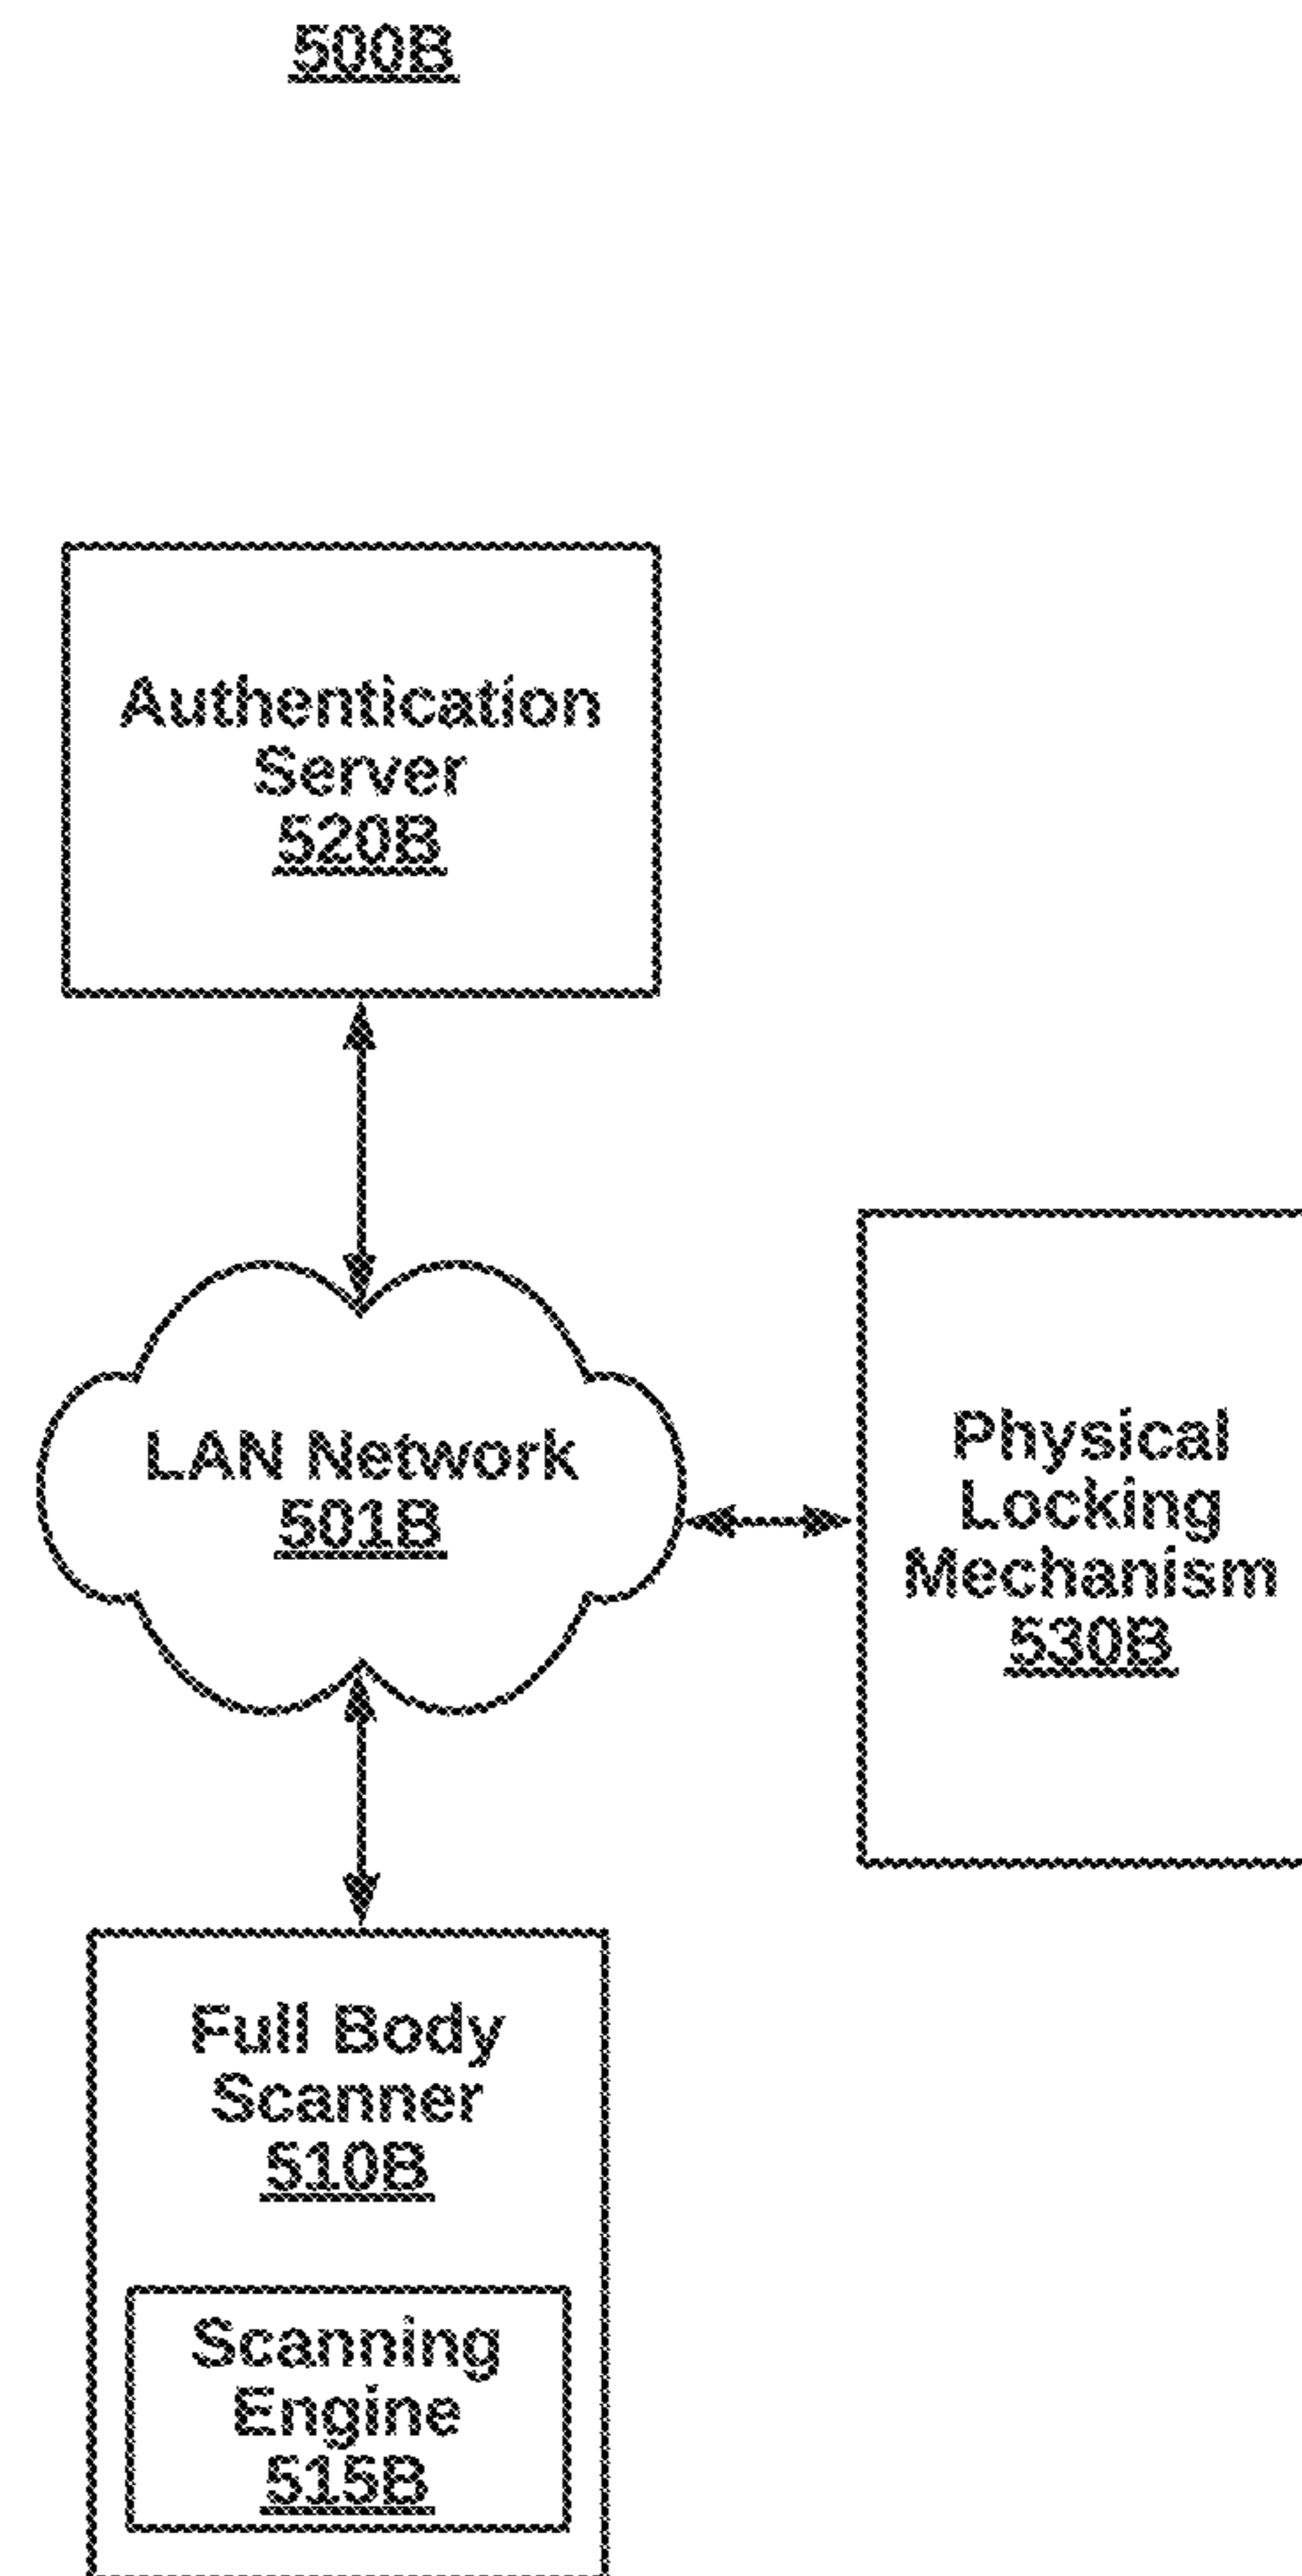 500B
Authentication
Server
520B
LAN Network
501B
Physical
Locking
Mechanism
530B
Full Body
Scanner
510B
Scanning
Engine
515B